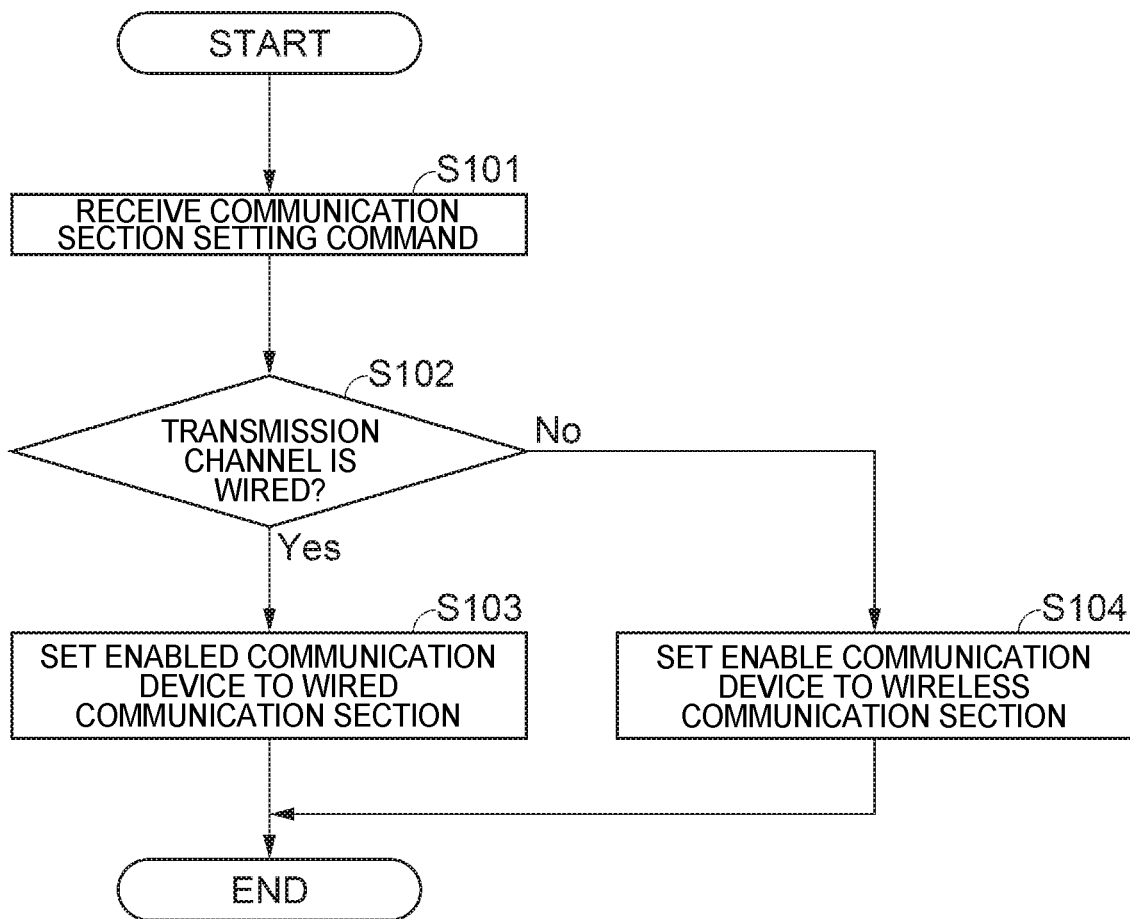 START
S101
RECEIVE COMMUNICATION
SECTION SETTING COMMAND
S102
TRANSMISSION
CHANNEL IS
WIRED?
No
Yes
S103
SET ENABLED COMMUNICATION
DEVICE TO WIRED
COMMUNICATION SECTION
S104
SET ENABLE COMMUNICATION
DEVICE TO WIRELESS
COMMUNICATION SECTION
END